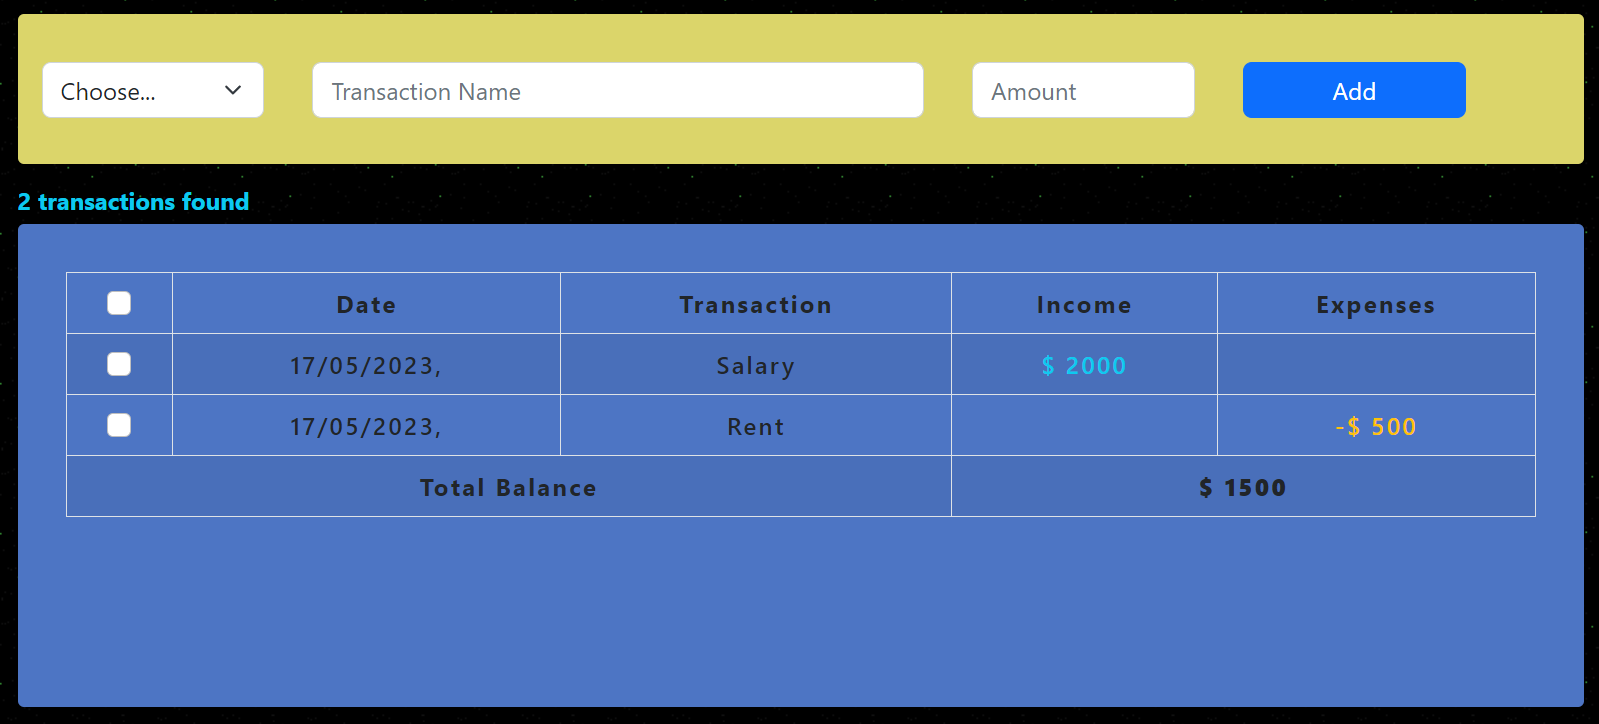 Choose... Transaction Name Amount Add
2 transactions found
Date Transaction Income Expenses
17/05/2023, Salary $ 2000
17/05/2023, Rent -$ 500
Total Balance $ 1500